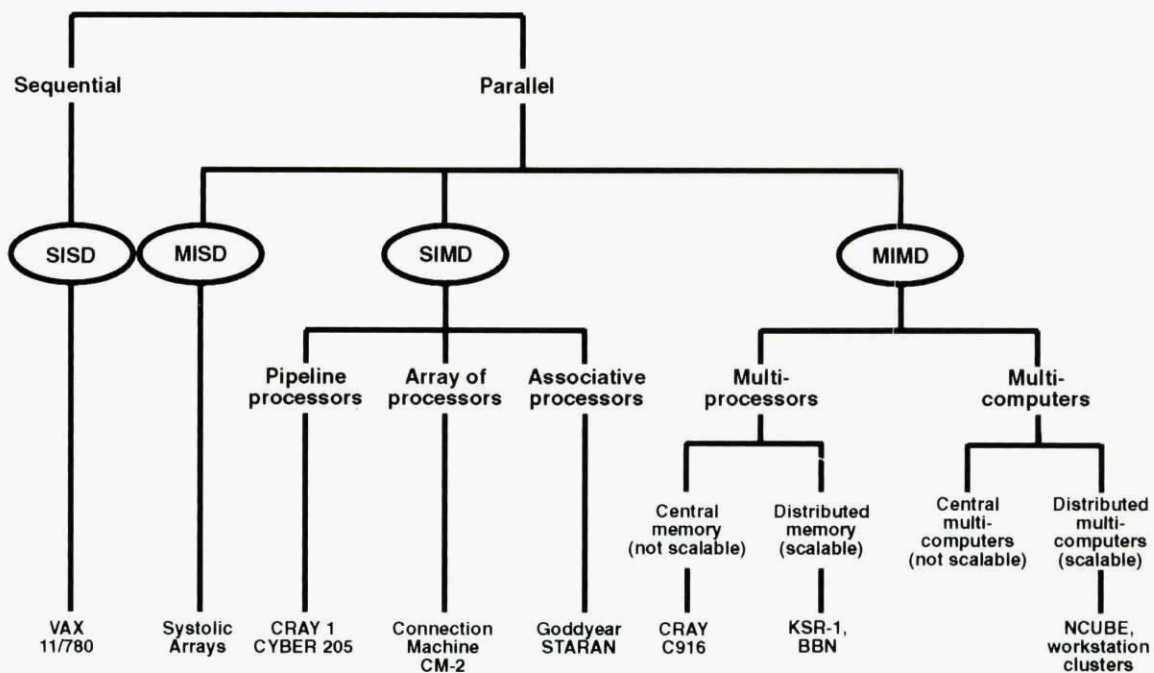 Sequential
Parallel
SISD
MISD
SIMD
MIMD
Pipeline
processors
Array of
processors
Associative
processors
Multi-
processors
Multi-
computers
Central
memory
(not scalable)
Distributed
memory
(scalable)
Central
multi-
computers
(not scalable)
Distributed
multi-
computers
(scalable)
VAX
11/780
Systolic
Arrays
CRAY 1
CYBER 205
Connection
Machine
CM-2
Goddyear
STARAN
CRAY
C916
KSR-1,
BBN
NCUBE,
workstation
clusters